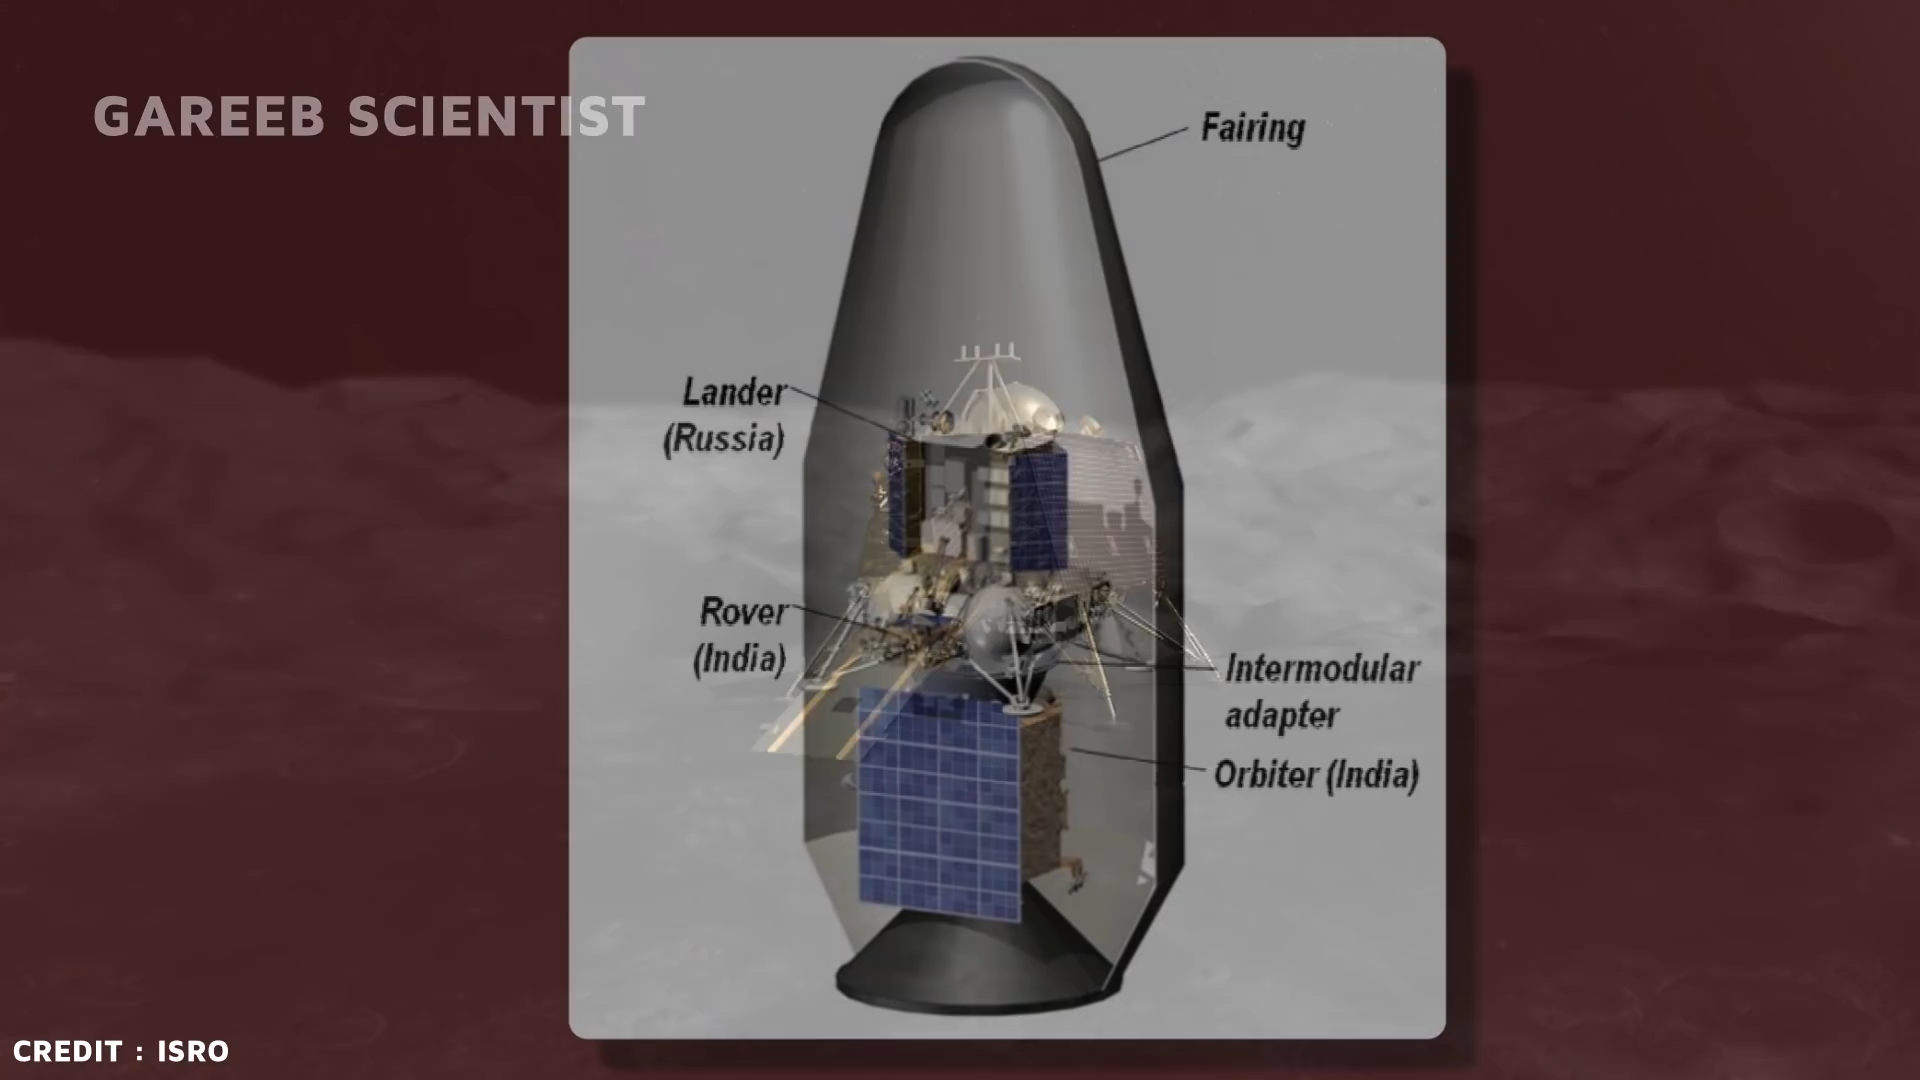 GAREEB SCIENTIST
Fairing
Lander
(Russia)
Rover
(India)
Intermodular
adapter
Orbiter (India)
CREDIT : ISRO